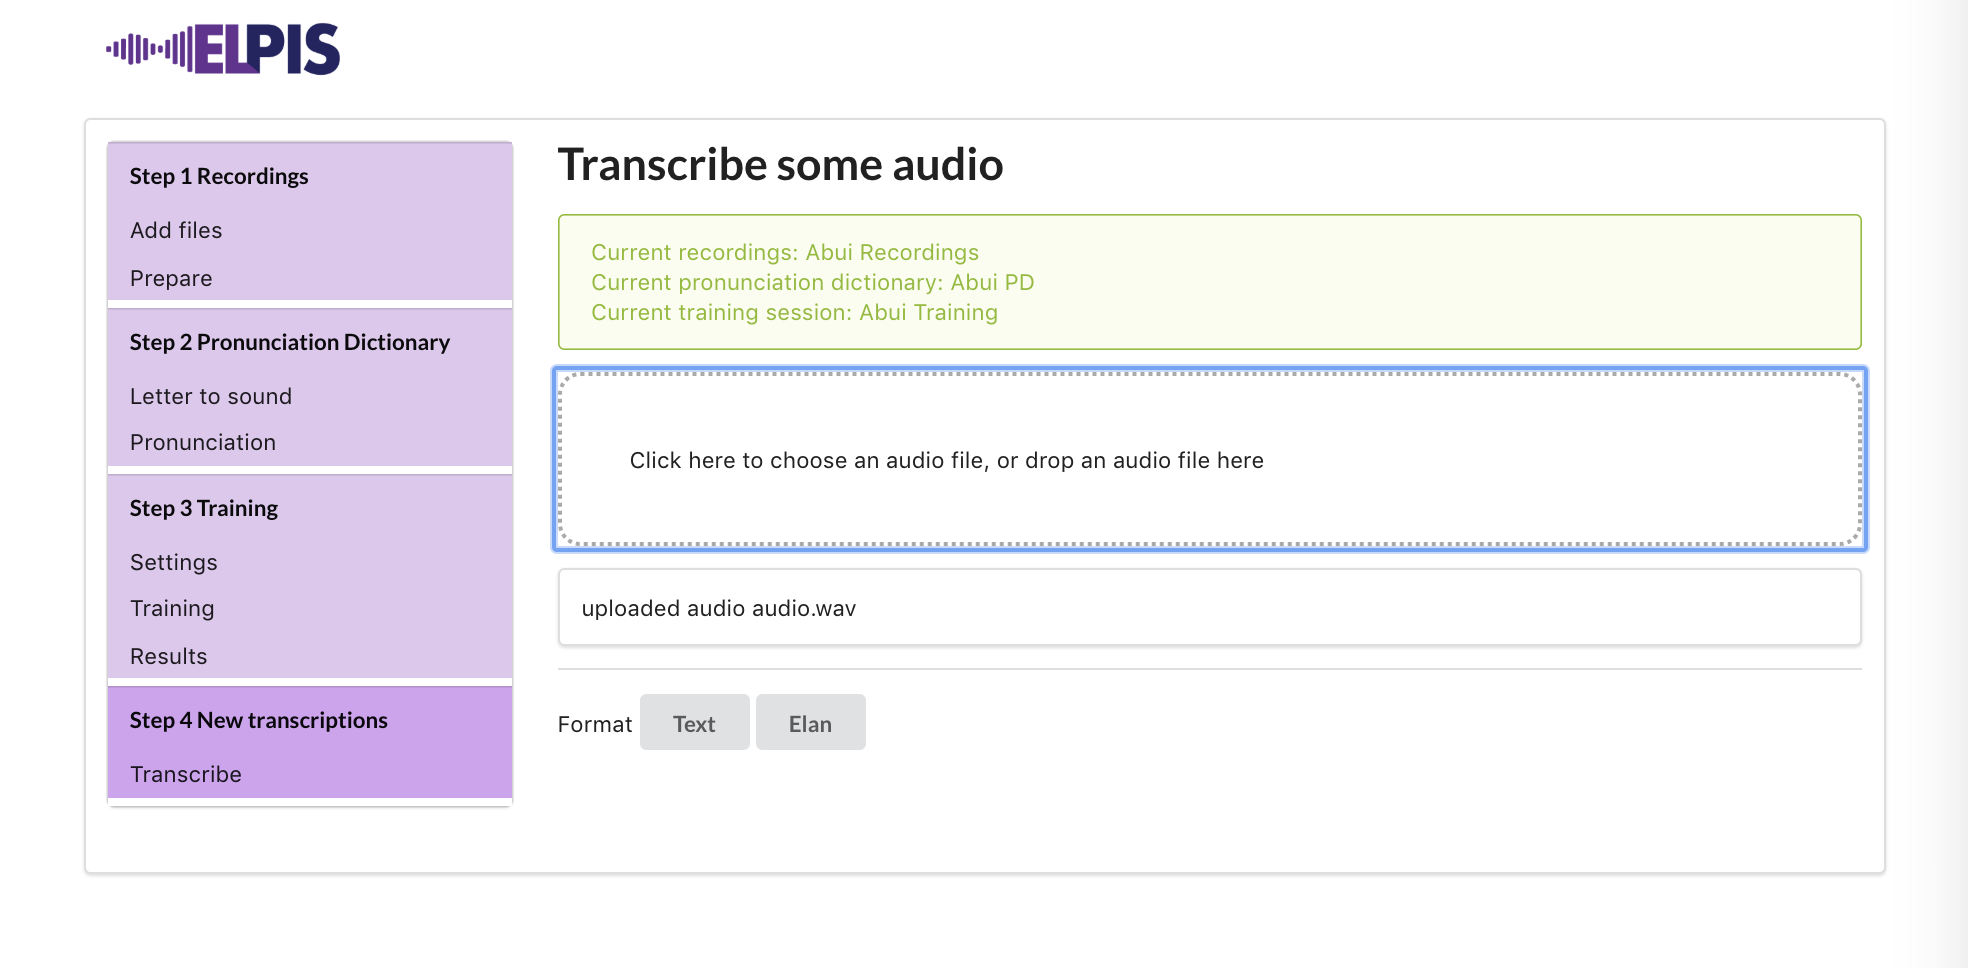 ELPIS
Step 1 Recordings
Add files
Prepare
Step 2 Pronunciation Dictionary
Letter to sound
Pronunciation
Step 3 Training
Settings
Training
Results
Step 4 New transcriptions
Transcribe
Transcribe some audio
Current recordings: Abui Recordings
Current pronunciation dictionary: Abui PD
Current training session: Abui Training
Click here to choose an audio file, or drop an audio file here
uploaded audio audio.wav
Format Text Elan